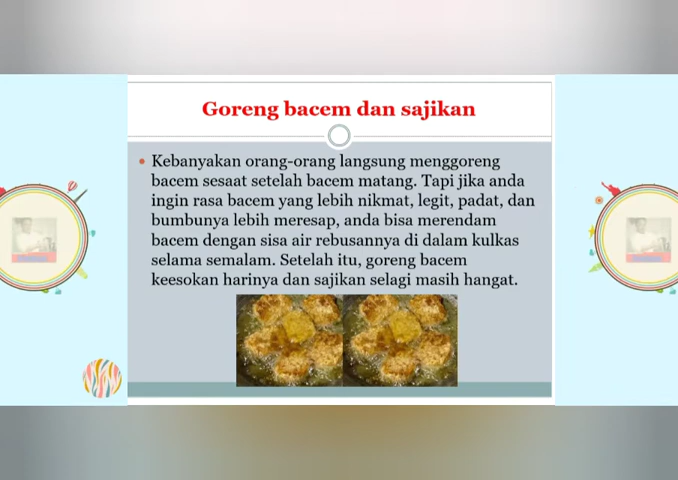 Goreng bacem dan sajikan
Kebanyakan orang-orang langsung menggoreng
bacem sesaat setelah bacem matang. Tapi jika anda
ingin rasa bacem yang lebih nikmat, legit, padat, dan
bumbunya lebih meresap, anda bisa merendam
bacem dengan sisa air rebusannya di dalam kulkas
selama semalam. Setelah itu, goreng bacem
keesokan harinya dan sajikan selagi masih hangat.